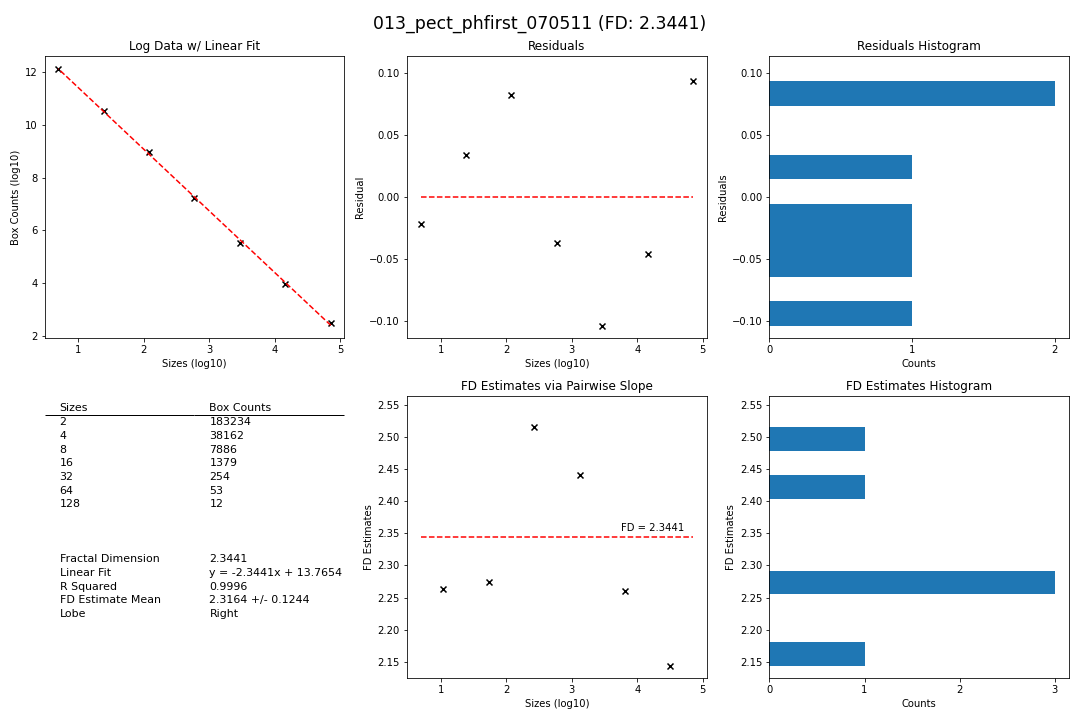 013_pect_phfirst_070511 (FD: 2.3441)
Log Data w/ Linear Fit
Box Counts (log10)
12
10
8
6
4
2
1 2 3 4 5
Sizes (log10)
Residuals
Residual
0.10
0.05
0.00
−0.05
−0.10
1 2 3 4 5
Sizes (log10)
Residuals Histogram
Residuals
0.10
0.05
0.00
−0.05
−0.10
0 1 2
Counts
Sizes Box Counts
2 183234
4 38162
8 7886
16 1379
32 254
64 53
128 12
Fractal Dimension 2.3441
Linear Fit y = -2.3441x + 13.7654
R Squared 0.9996
FD Estimate Mean 2.3164 +/- 0.1244
Lobe Right
FD Estimates via Pairwise Slope
FD Estimates
2.55
2.50
2.45
2.40
2.35
2.30
2.25
2.20
2.15
FD = 2.3441
1 2 3 4 5
Sizes (log10)
FD Estimates Histogram
FD Estimates
2.55
2.50
2.45
2.40
2.35
2.30
2.25
2.20
2.15
0 1 2 3
Counts